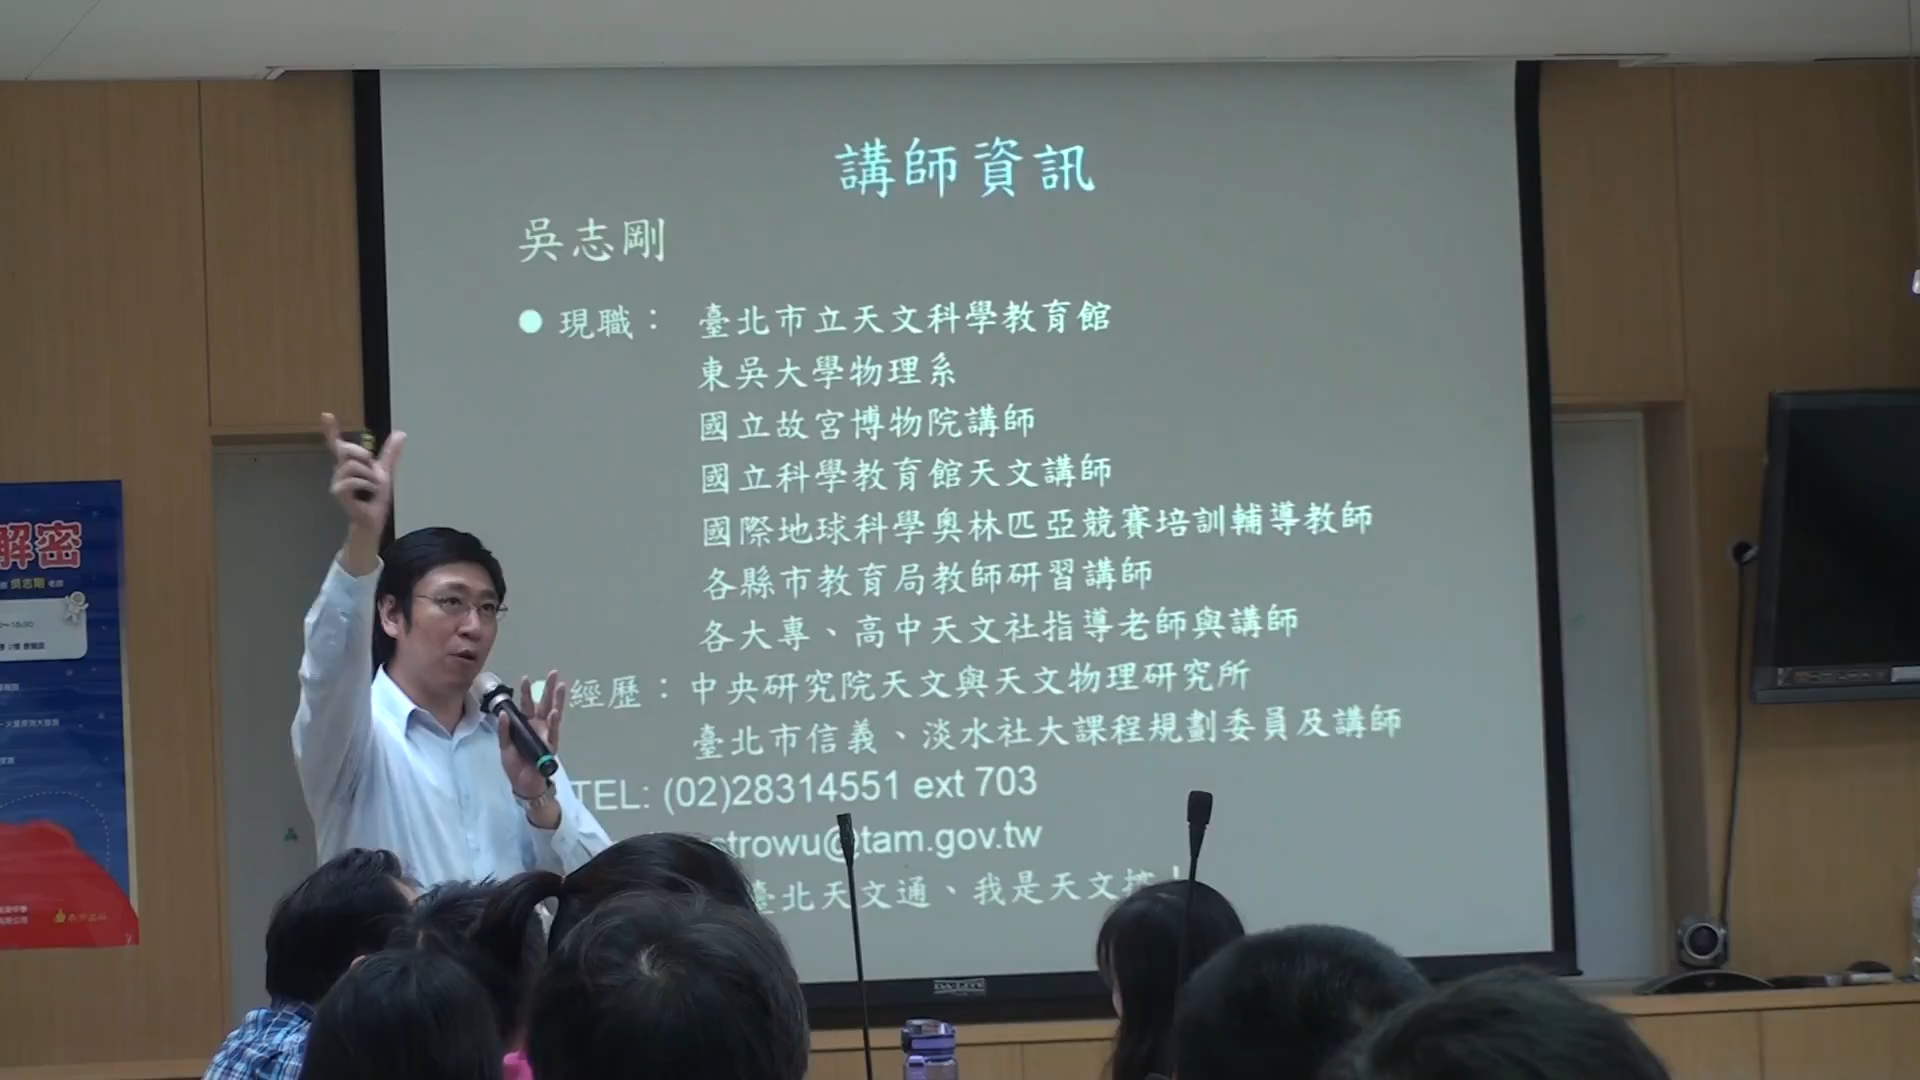 講師資訊
吳志剛
現職： 臺北市立天文科學教育館
東吳大學物理系
國立故宮博物院講師
國立科學教育館天文講師
國際地球科學奧林匹亞競賽培訓輔導教師
各縣市教育局教師研習講師
各大專、高中天文社指導老師與講師
經歷：中央研究院天文與天文物理研究所
臺北市信義、淡水社大課程規劃委員及講師
TEL: (02)28314551 ext 703
strowu@tam.gov.tw
臺北天文通、我是天文
解密
吳志剛 老師
DA-LITE